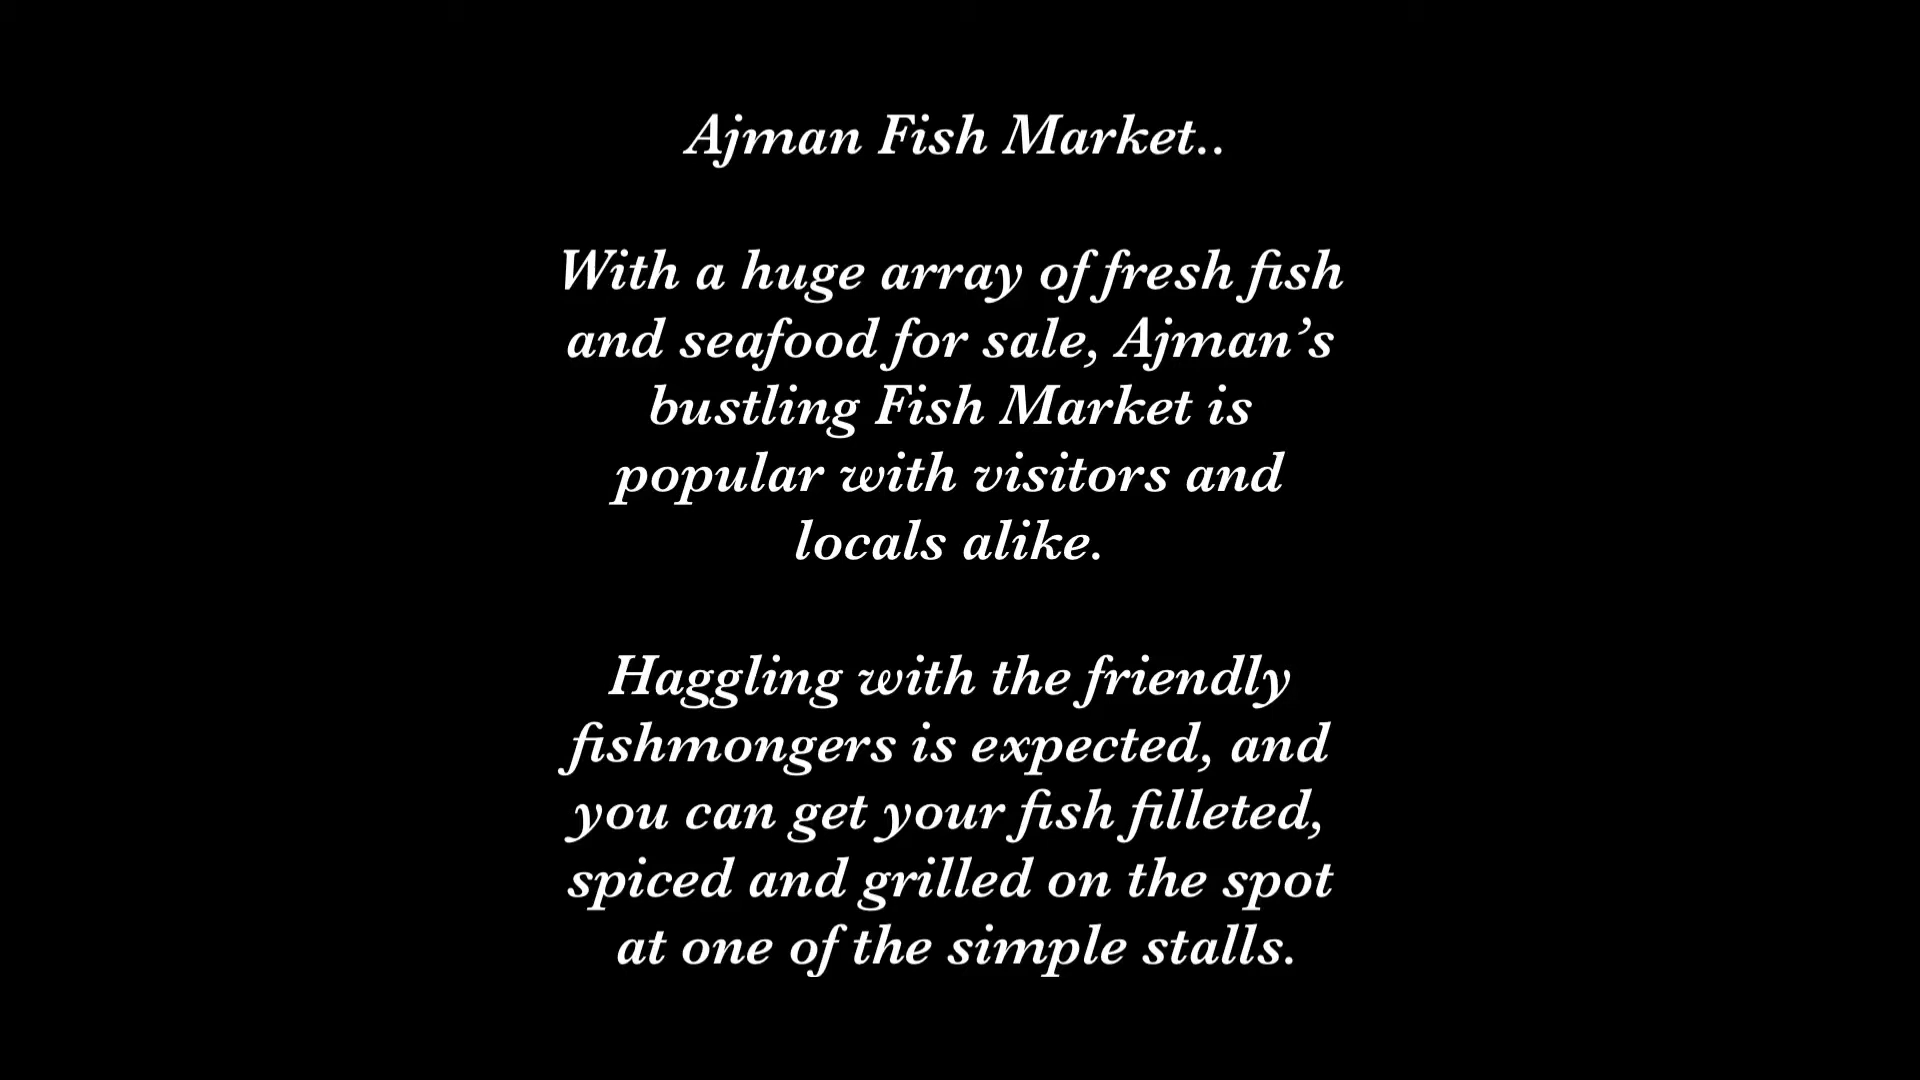 Ajman Fish Market..
With a huge array of fresh fish
and seafood for sale, Ajman’s
bustling Fish Market is
popular with visitors and
locals alike.
Haggling with the friendly
fishmongers is expected, and
you can get your fish filleted,
spiced and grilled on the spot
at one of the simple stalls.